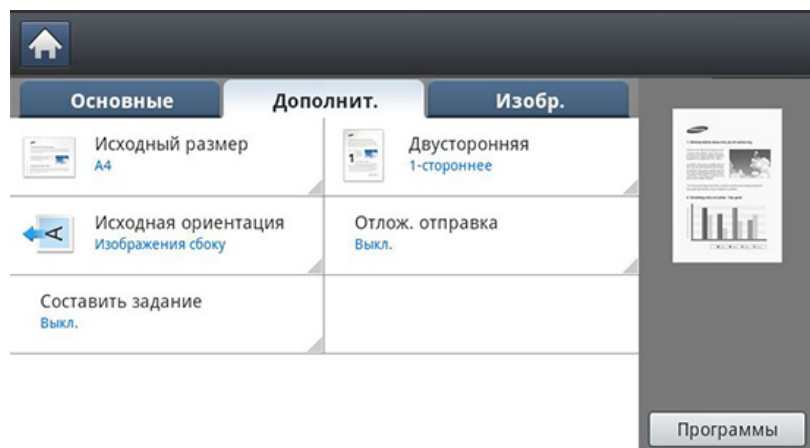 Основные
Дополнит.
Изобр.
Исходный размер
A4
Двусторонняя
1-стороннее
Исходная ориентация
Изображения сбоку
Отлож. отправка
Выкл.
Составить задание
Выкл.
Программы